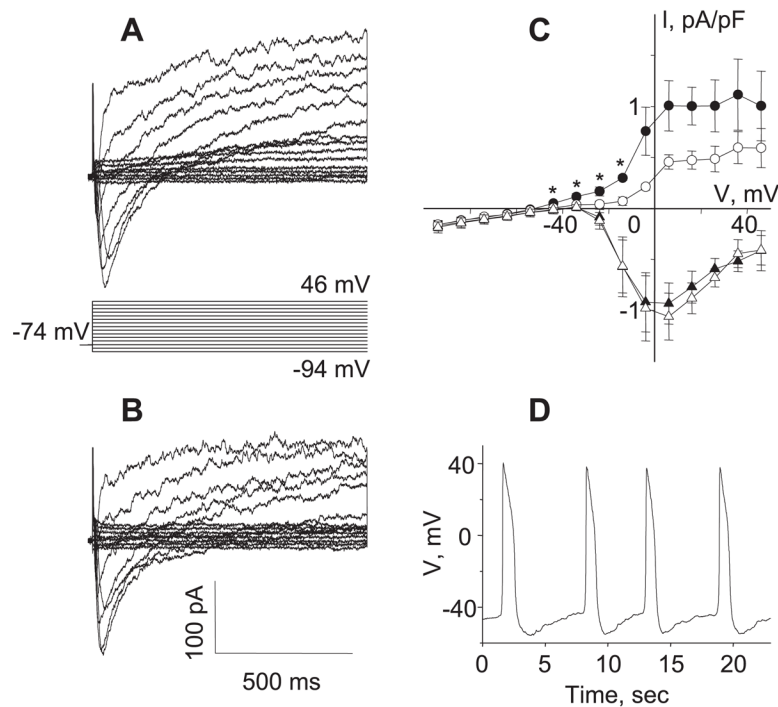 A
46 mV
-74 mV
-94 mV
B
100 pA
500 ms
C
I, pA/pF
1
* * * *
V, mV
-40 0 40
-1
D
V, mV
40
0
-40
0 5 10 15 20
Time, sec